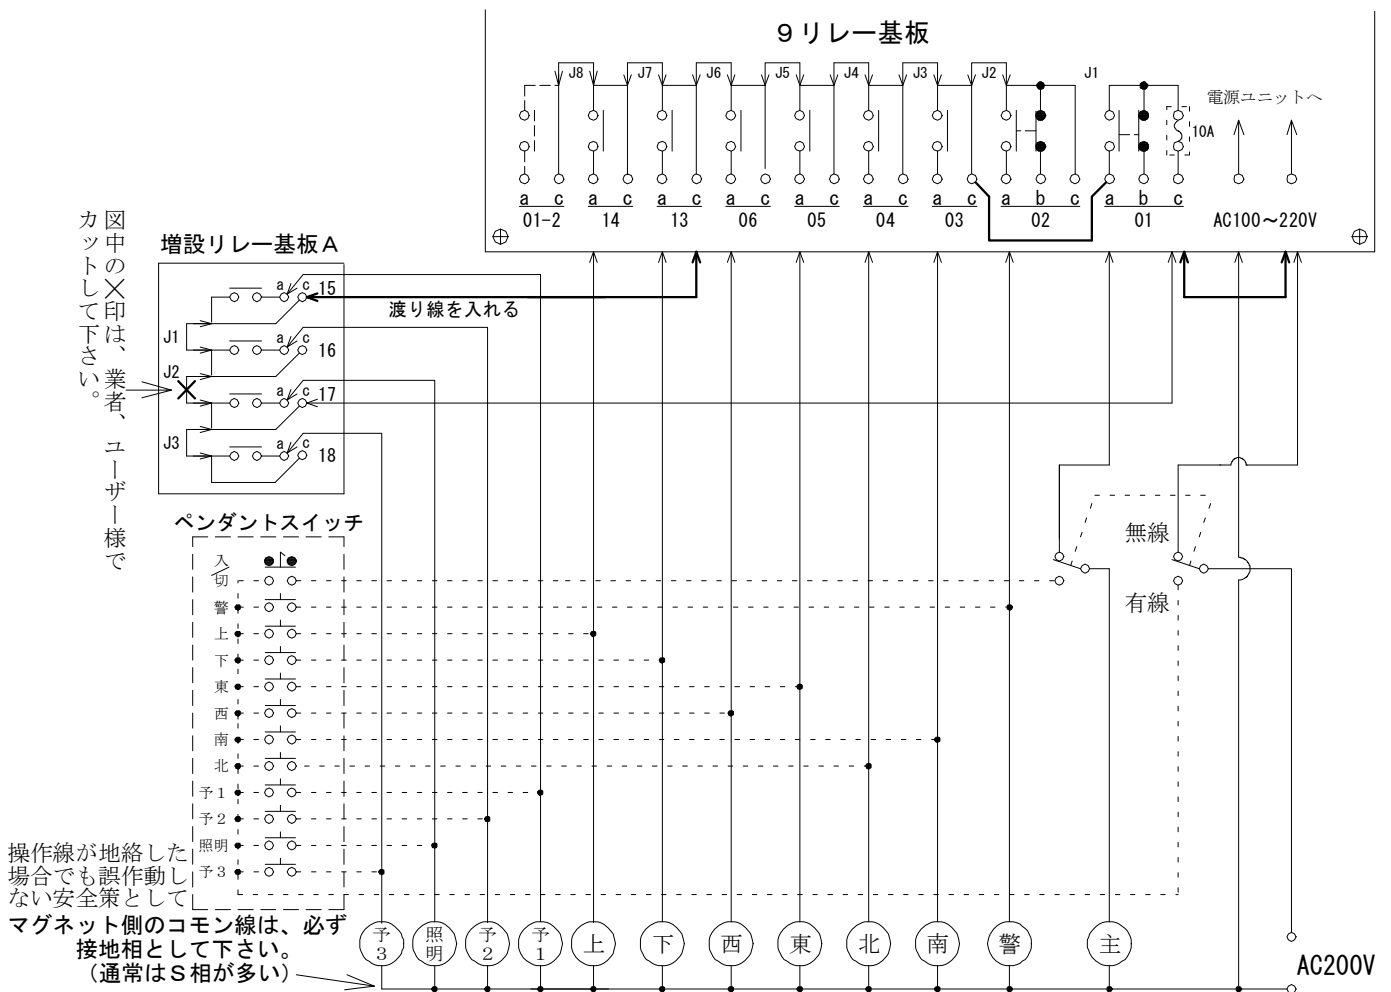 9リレー基板
J8 J7 J6 J5 J4 J3 J2 J1
電源ユニットへ
10A
a c a c a c a c a c a c a c a b c a b c
01-2 14 13 06 05 04 03 02 01 AC100～220V
図中の×印は、業者、ユーザー様で
カットして下さい。
増設リレー基板A
a c 15
渡り線を入れる
J1
a c 16
J2
a c 17
J3
a c 18
ペンダントスイッチ
入/切
警
上
下
東
西
南
北
予1
予2
照明
予3
無線
有線
操作線が地絡した
場合でも誤作動し
ない安全策として
マグネット側のコモン線は、必ず
接地相として下さい。
（通常はS相が多い）
予3 照明 予2 予1 上 下 西 東 北 南 警 主
AC200V